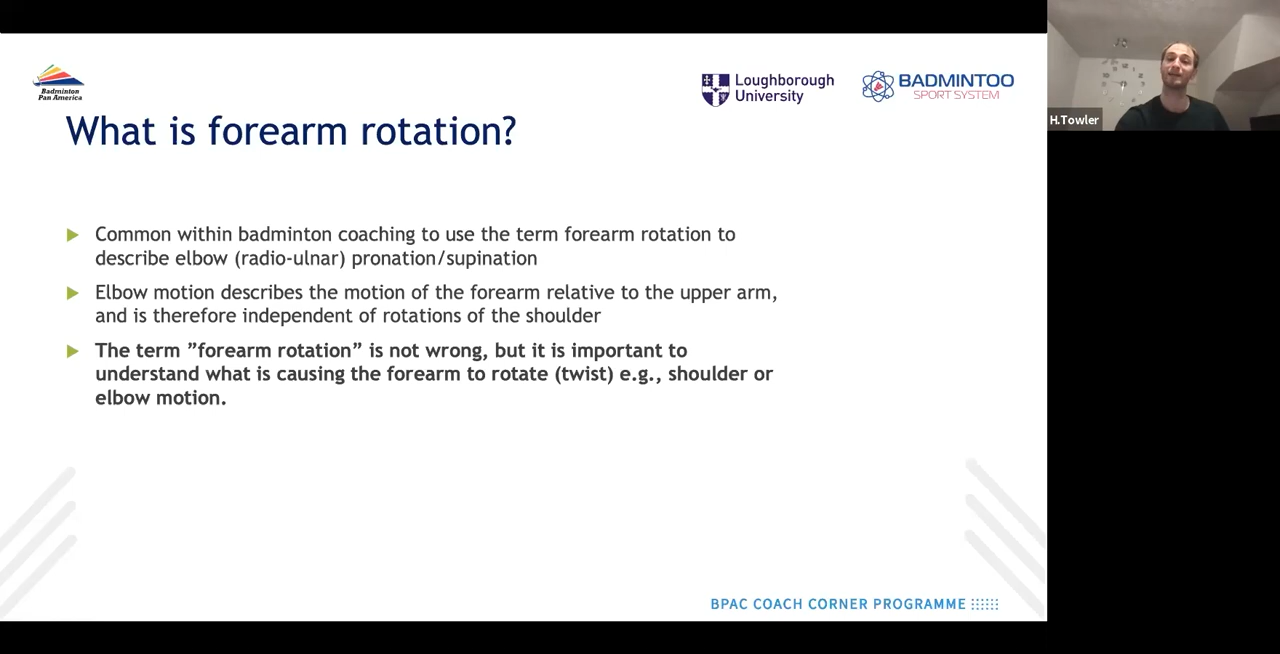 Badminton
Pan America
Loughborough
University
BADMINTOO
SPORT SYSTEM
H.Towler
What is forearm rotation?
Common within badminton coaching to use the term forearm rotation to
describe elbow (radio-ulnar) pronation/supination
Elbow motion describes the motion of the forearm relative to the upper arm,
and is therefore independent of rotations of the shoulder
The term ”forearm rotation” is not wrong, but it is important to
understand what is causing the forearm to rotate (twist) e.g., shoulder or
elbow motion.
BPAC COACH CORNER PROGRAMME